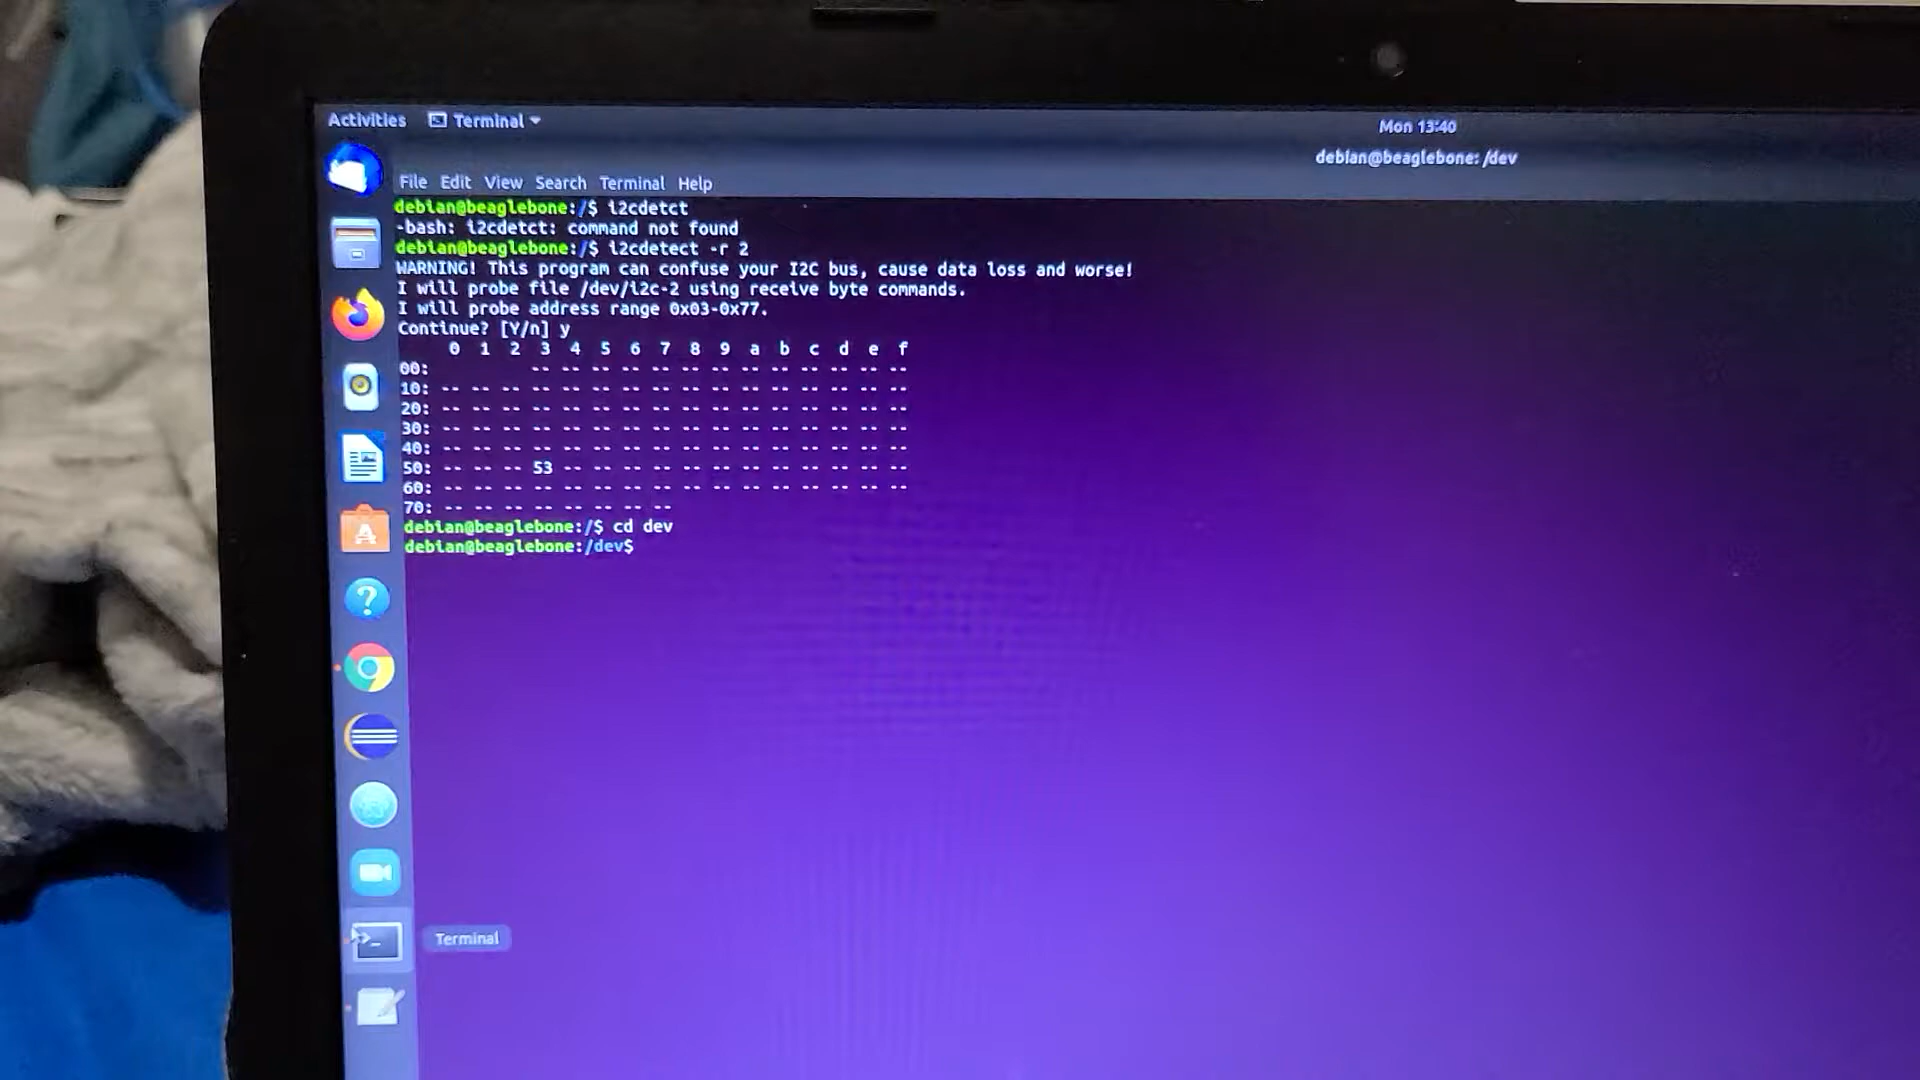 Activities Terminal Mon 13:40
debian@beaglebone: /dev
File Edit View Search Terminal Help
debian@beaglebone:/$ i2cdetct
-bash: i2cdetct: command not found
debian@beaglebone:/$ i2cdetect -r 2
WARNING! This program can confuse your I2C bus, cause data loss and worse!
I will probe file /dev/i2c-2 using receive byte commands.
I will probe address range 0x03-0x77.
Continue? [Y/n] y
     0  1  2  3  4  5  6  7  8  9  a  b  c  d  e  f
00:          -- -- -- -- -- -- -- -- -- -- -- -- --
10: -- -- -- -- -- -- -- -- -- -- -- -- -- -- -- --
20: -- -- -- -- -- -- -- -- -- -- -- -- -- -- -- --
30: -- -- -- -- -- -- -- -- -- -- -- -- -- -- -- --
40: -- -- -- -- -- -- -- -- -- -- -- -- -- -- -- --
50: -- -- -- 53 -- -- -- -- -- -- -- -- -- -- -- --
60: -- -- -- -- -- -- -- -- -- -- -- -- -- -- -- --
70: -- -- -- -- -- -- -- --
debian@beaglebone:/$ cd dev
debian@beaglebone:/dev$
Terminal